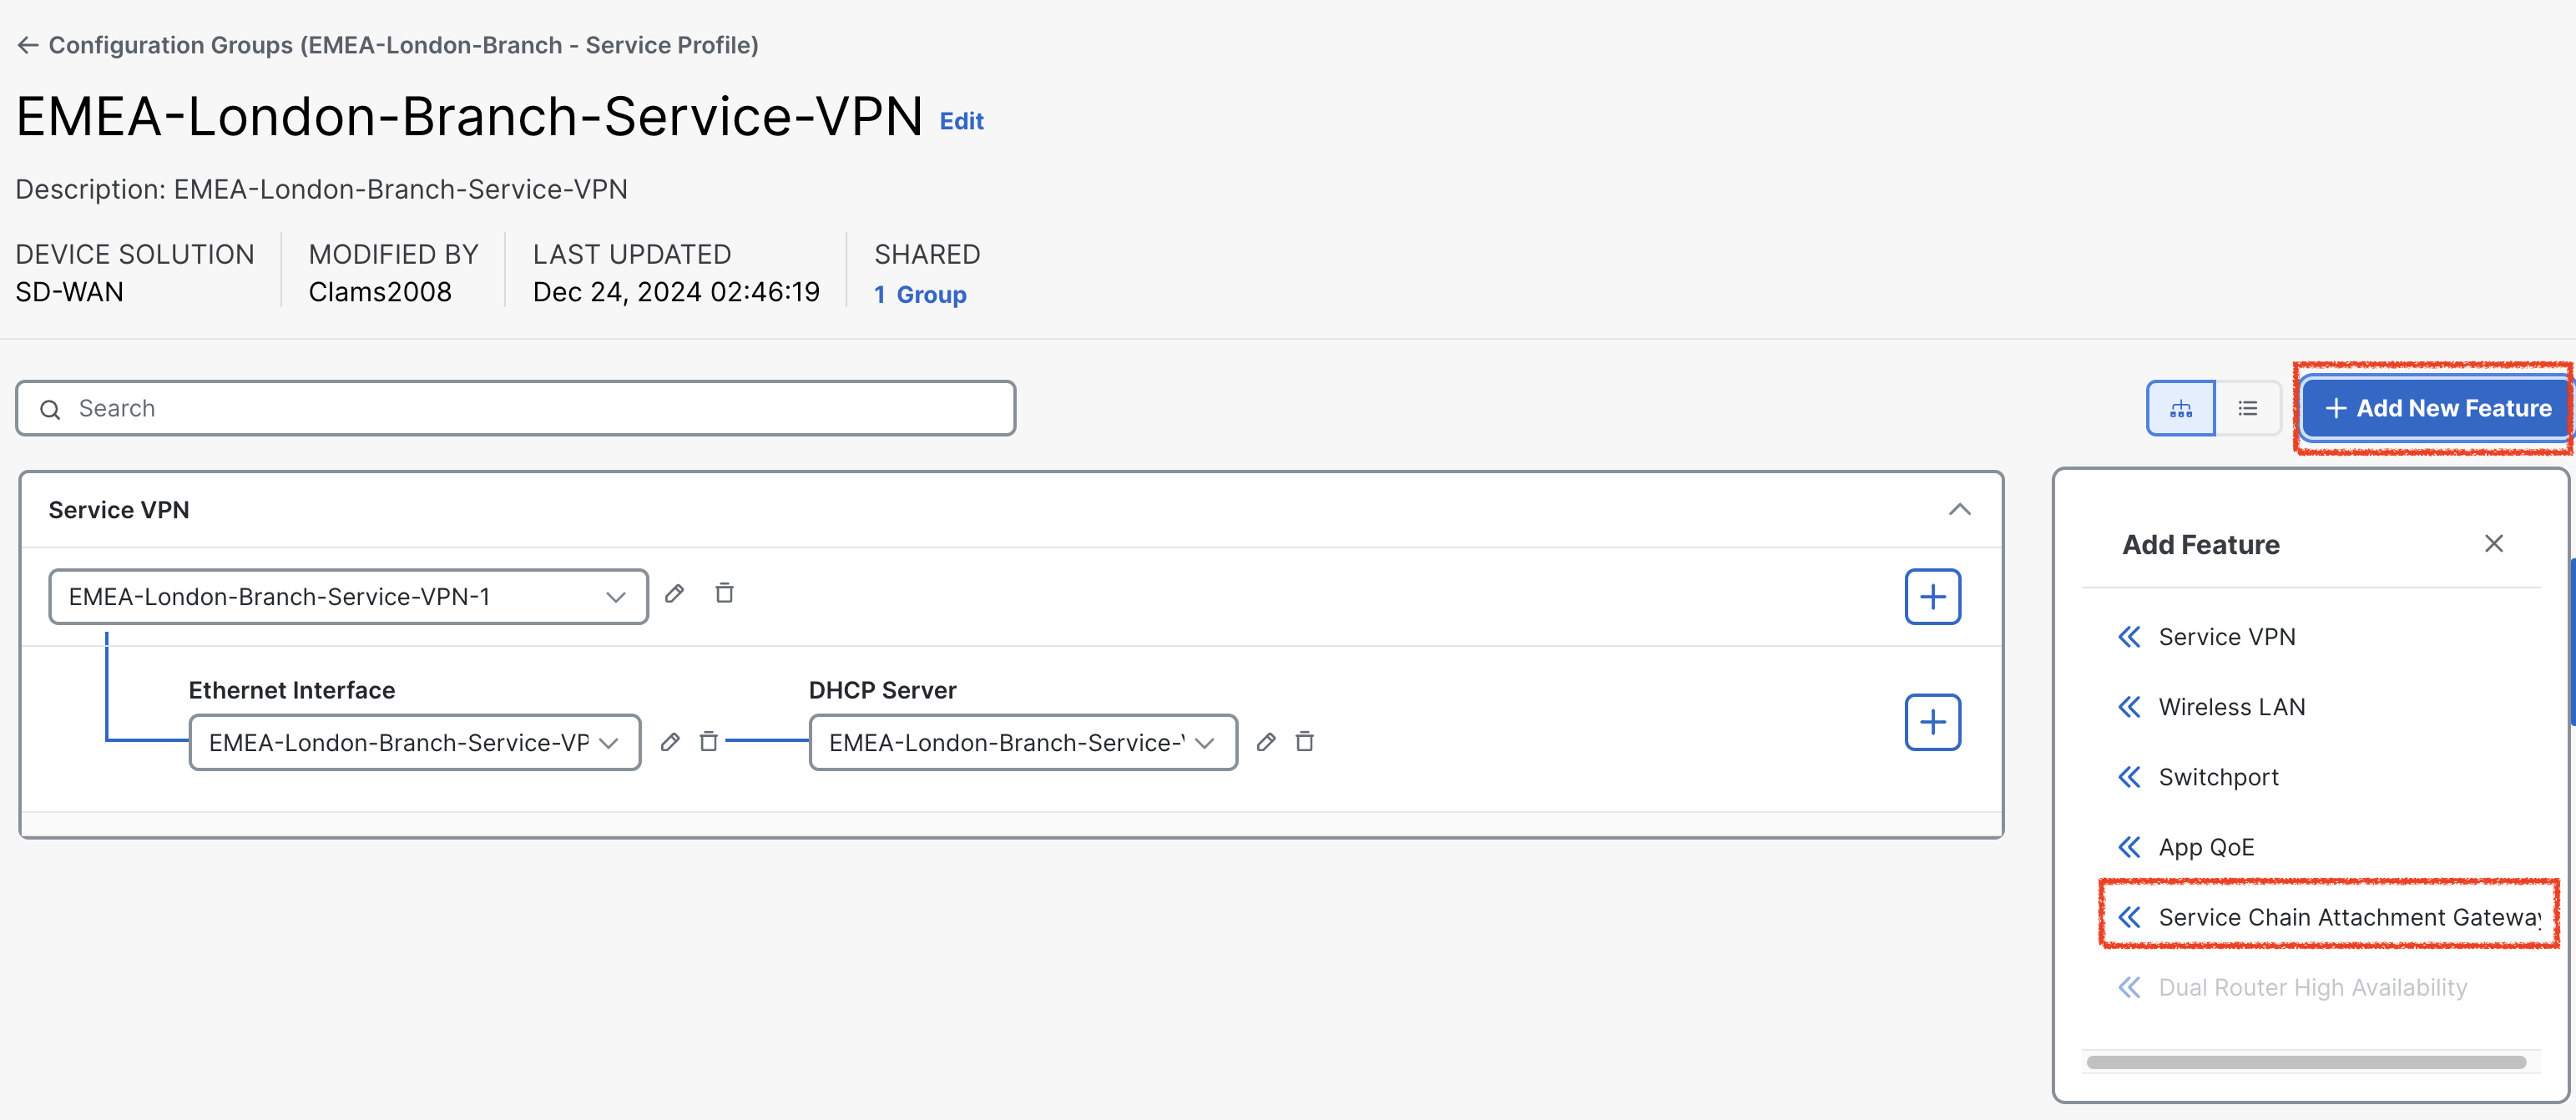 Configuration Groups (EMEA-London-Branch - Service Profile)
EMEA-London-Branch-Service-VPN Edit
Description: EMEA-London-Branch-Service-VPN
DEVICE SOLUTION MODIFIED BY LAST UPDATED SHARED
SD-WAN Clams2008 Dec 24, 2024 02:46:19 1 Group
Search
Add New Feature
Service VPN
EMEA-London-Branch-Service-VPN-1
Ethernet Interface DHCP Server
EMEA-London-Branch-Service-VP EMEA-London-Branch-Service-
Add Feature
Service VPN
Wireless LAN
Switchport
App QoE
Service Chain Attachment Gateway
Dual Router High Availability